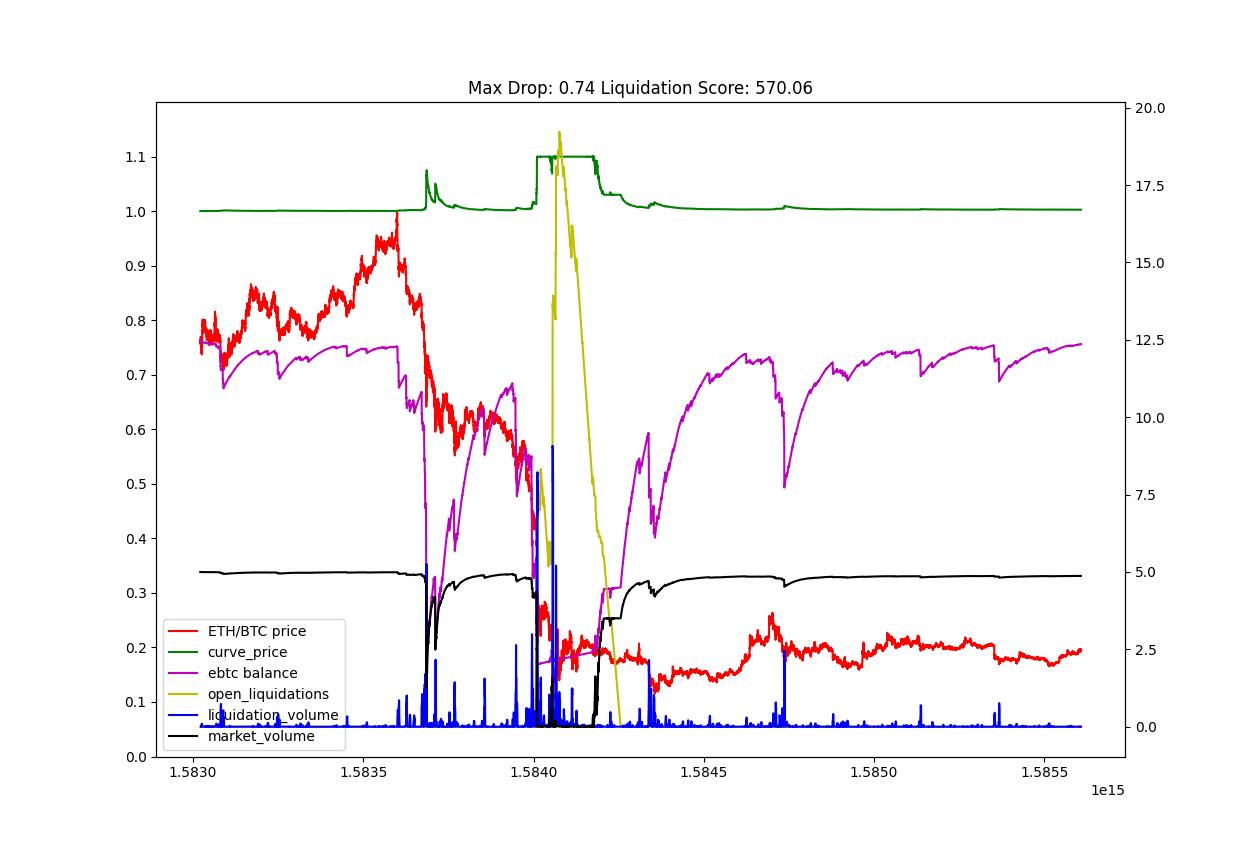 Max Drop: 0.74 Liquidation Score: 570.06
1.1
1.0
0.9
0.8
0.7
0.6
0.5
0.4
0.3
0.2
0.1
0.0
20.0
17.5
15.0
12.5
10.0
7.5
5.0
2.5
0.0
ETH/BTC price
curve_price
ebtc balance
open_liquidations
liquidation_volume
market_volume
1.5830 1.5835 1.5840 1.5845 1.5850 1.5855
1e15